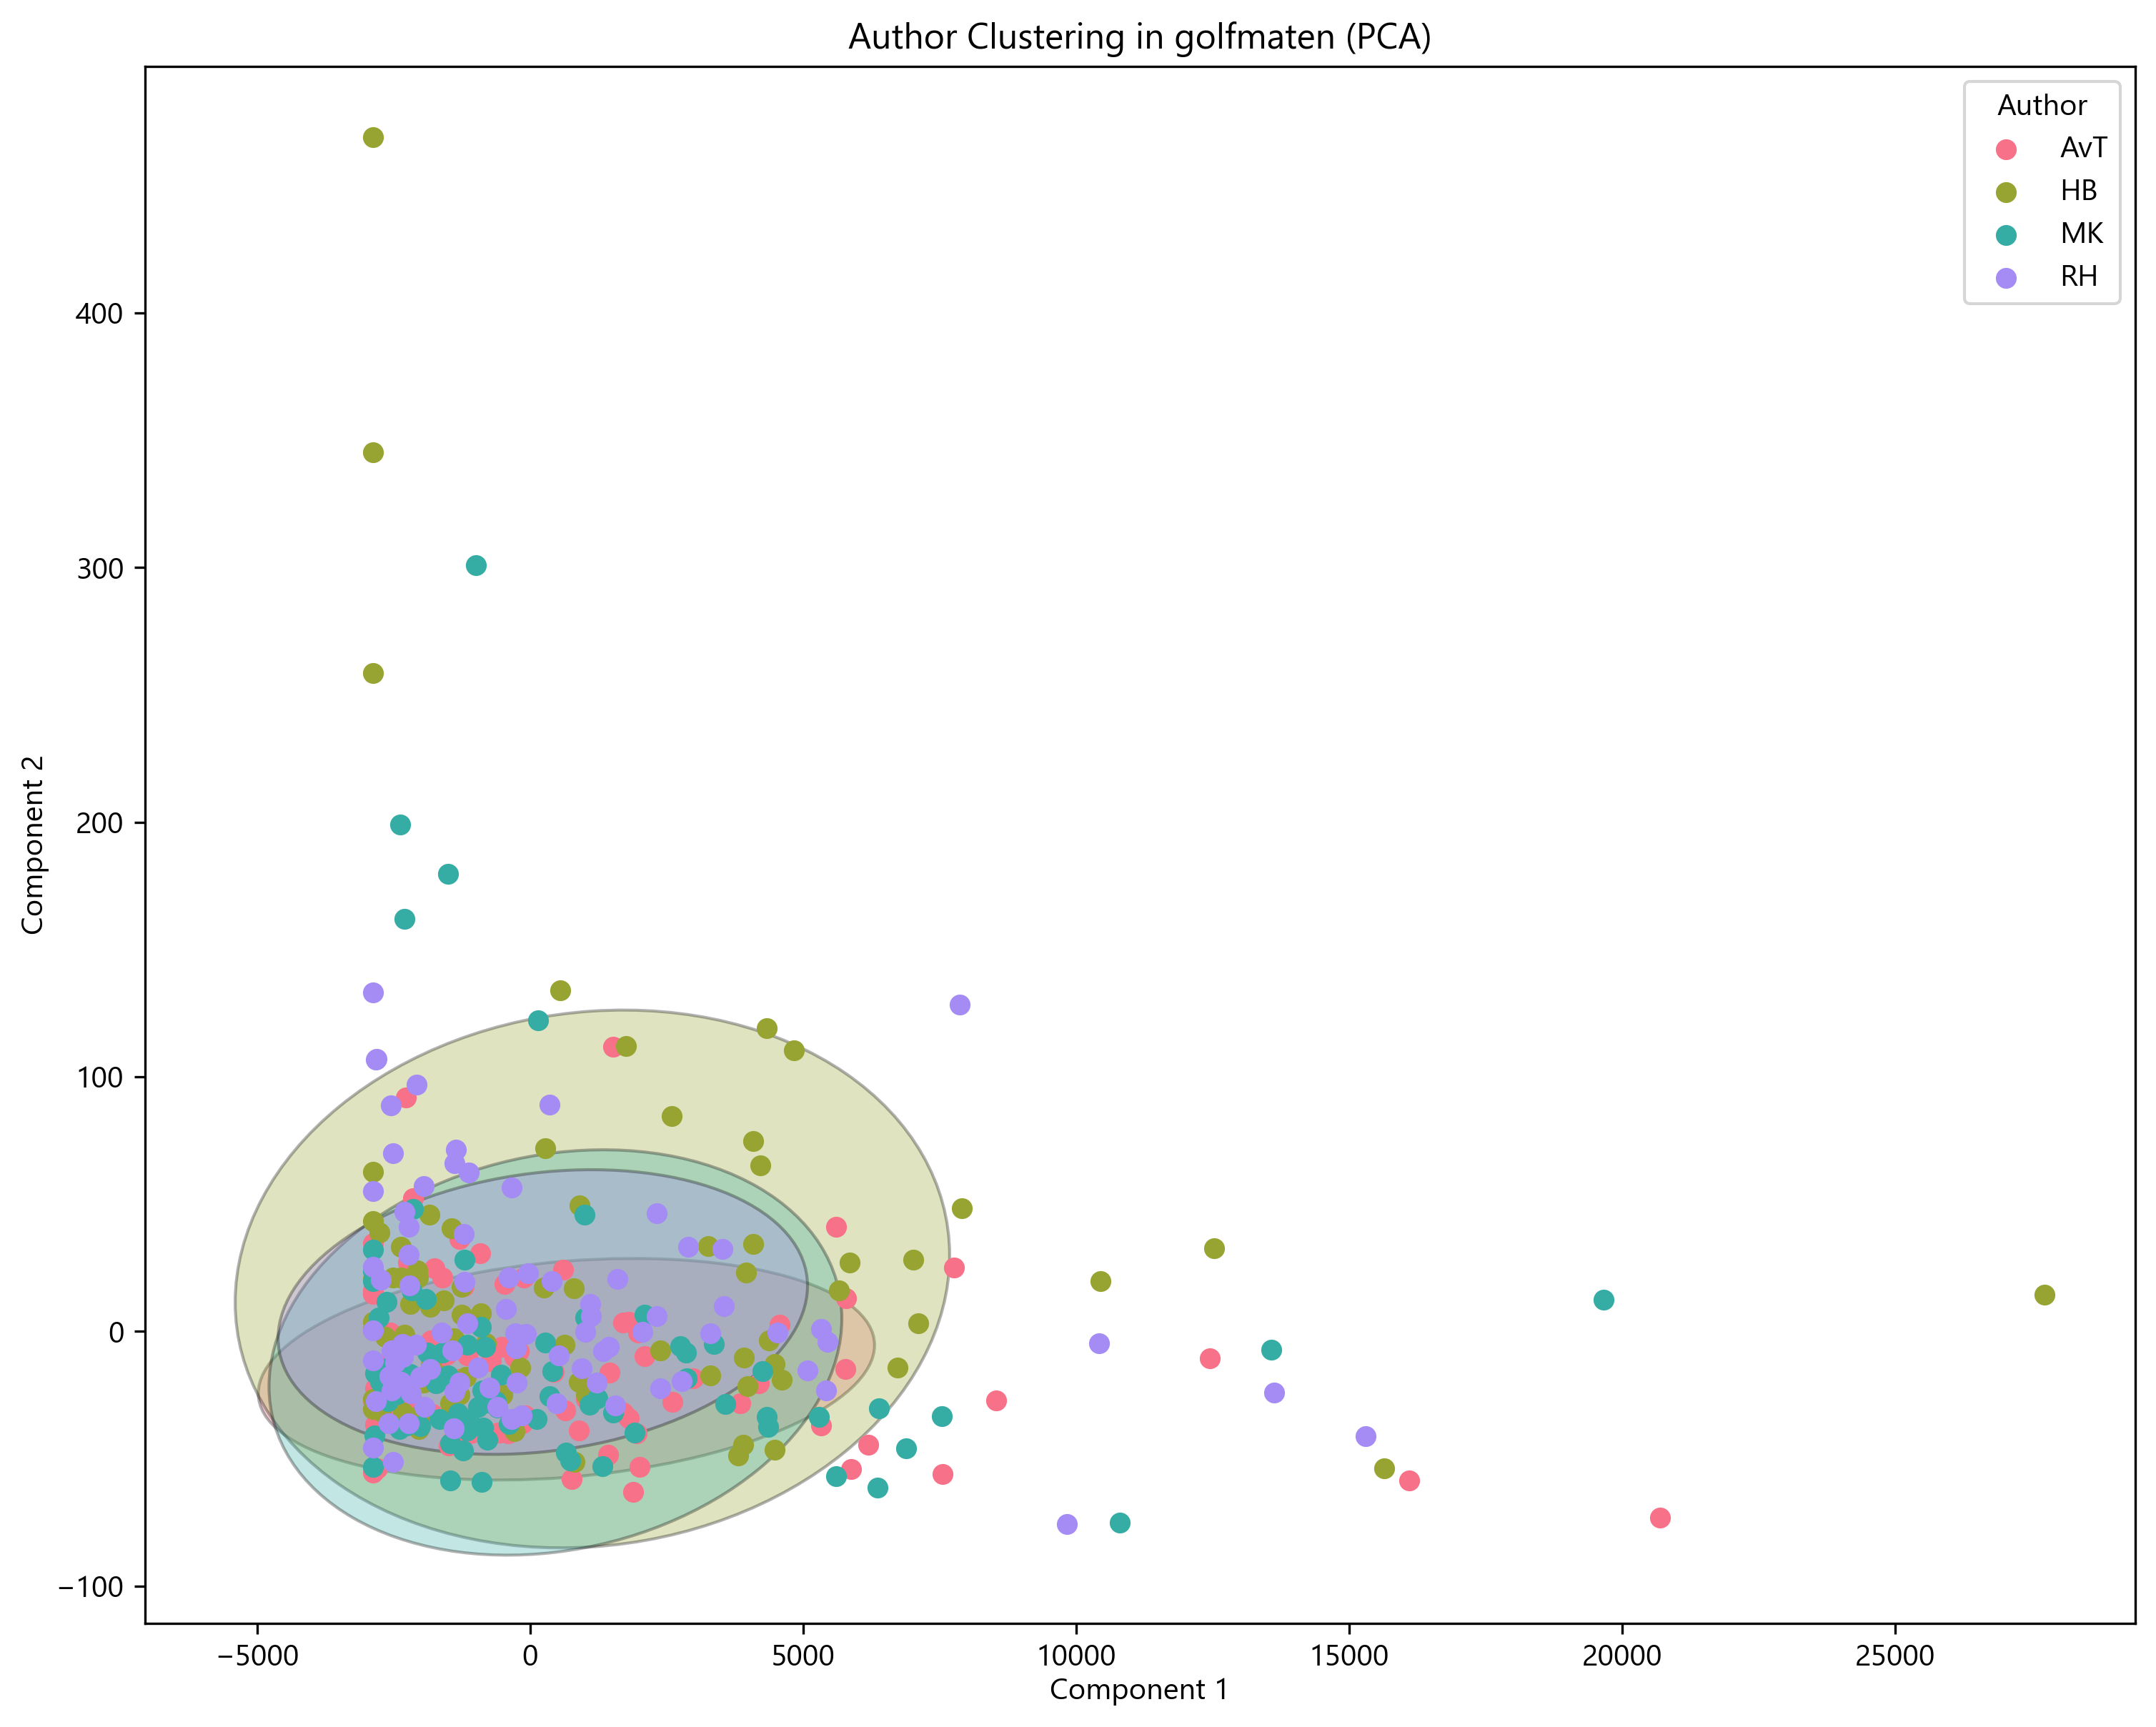 Author Clustering in golfmaten (PCA)
Author
AvT
HB
MK
RH
400
300
200
100
0
−100
Component 2
−5000
0
5000
10000
15000
20000
25000
Component 1